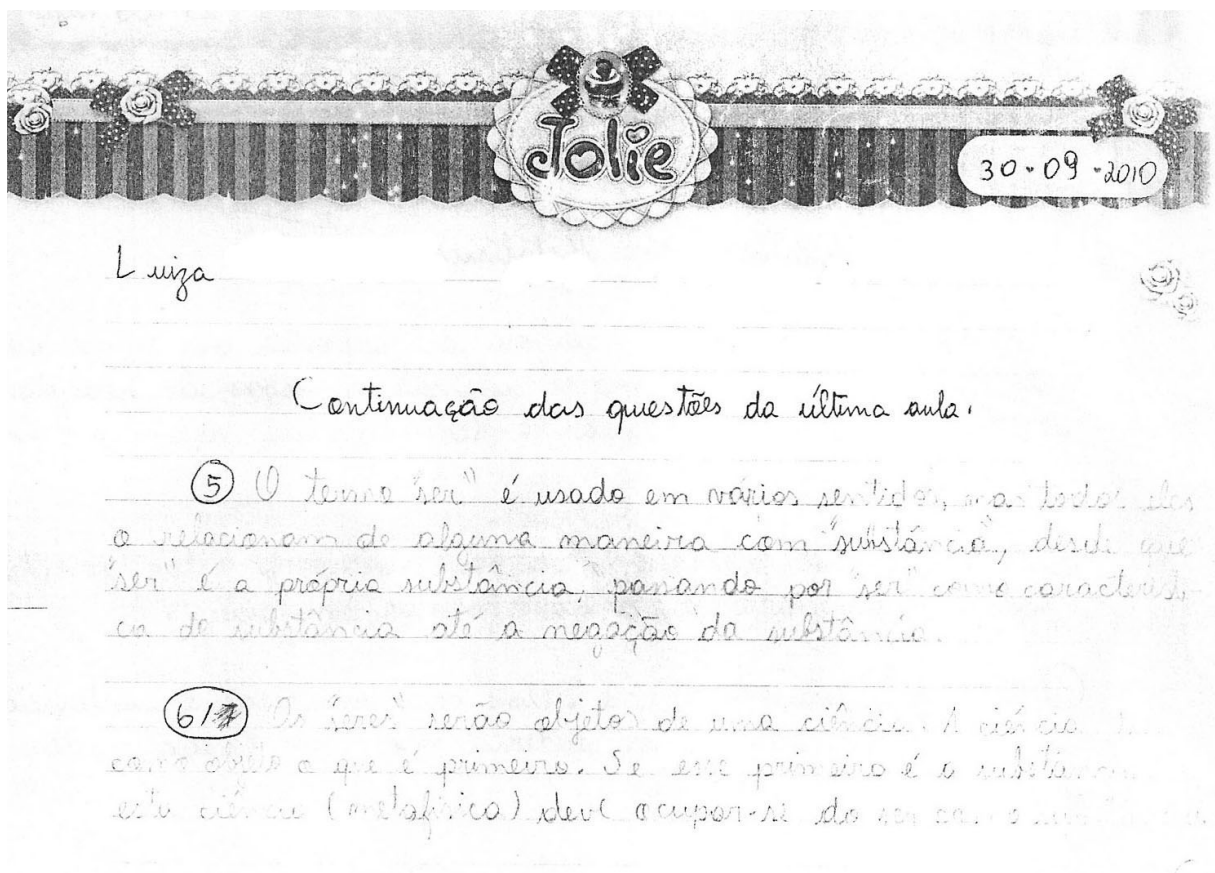 Jolie
30-09-2010
Luiza
Continuação das questões da última aula.
5 O termo "ser" é usado em vários sentidos, mas todos eles
o relacionam de alguma maneira com "substância", desde que
"ser" é a própria substância, passando por "ser" como característi-
ca de substância até a negação da substância.
6/ Os "seres" serão objetos de uma ciência. A ciência
como objeto o que é primeiro. Se esse primeiro é a substância
esta ciência (metafísica) deve ocupar-se do ser como